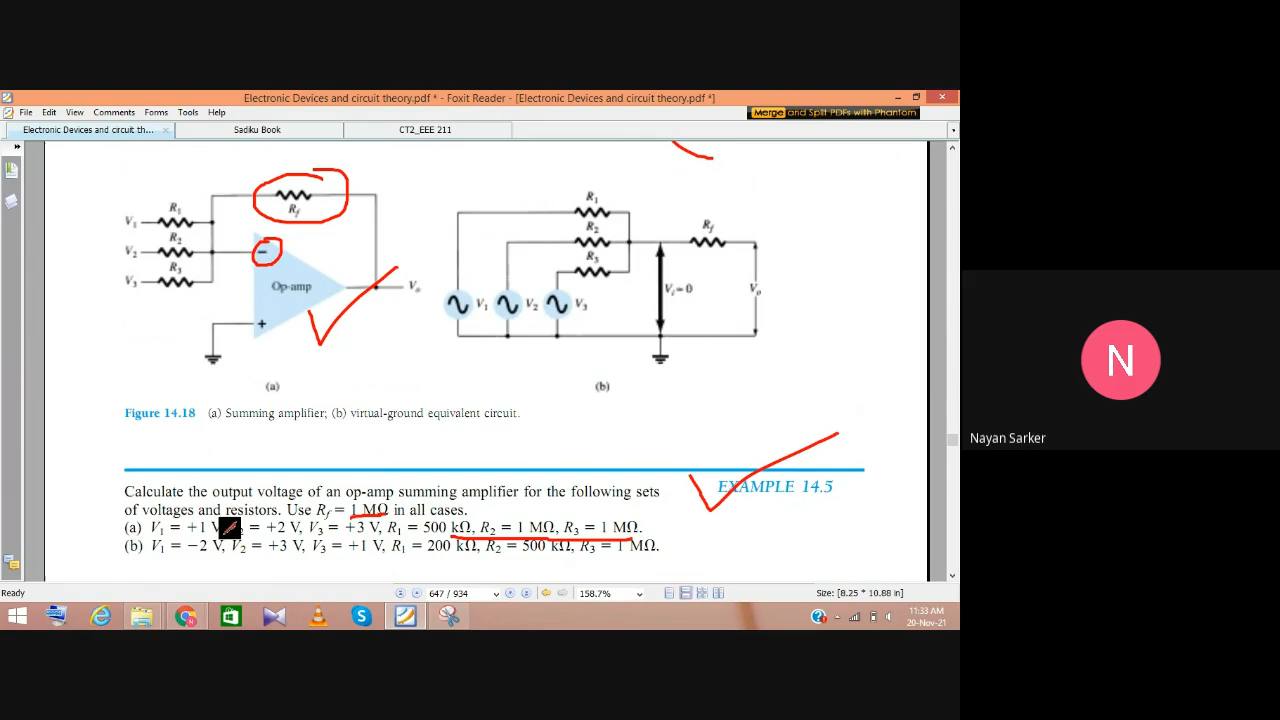 Electronic Devices and circuit theory.pdf * - Foxit Reader - [Electronic Devices and circuit theory.pdf *]
File Edit View Comments Forms Tools Help
Merge and Split PDFs with Phantom
Electronic Devices and circuit th...
Sadiku Book
CT2_EEE 211
R1
V1
R2
V2
R3
V3
Rf
−
Op-amp
+
Vo
(a)
R1
R2
R3
Rf
V1
V2
V3
Vi = 0
Vo
(b)
Figure 14.18 (a) Summing amplifier; (b) virtual-ground equivalent circuit.
EXAMPLE 14.5
Calculate the output voltage of an op-amp summing amplifier for the following sets
of voltages and resistors. Use Rf = 1 MΩ in all cases.
(a) V1 = +1 V = +2 V, V3 = +3 V, R1 = 500 kΩ, R2 = 1 MΩ, R3 = 1 MΩ.
(b) V1 = −2 V, V2 = +3 V, V3 = +1 V, R1 = 200 kΩ, R2 = 500 kΩ, R3 = 1 MΩ.
Ready
647 / 934
158.7%
Size: [8.25 * 10.88 in]
11:33 AM
20-Nov-21
N
Nayan Sarker